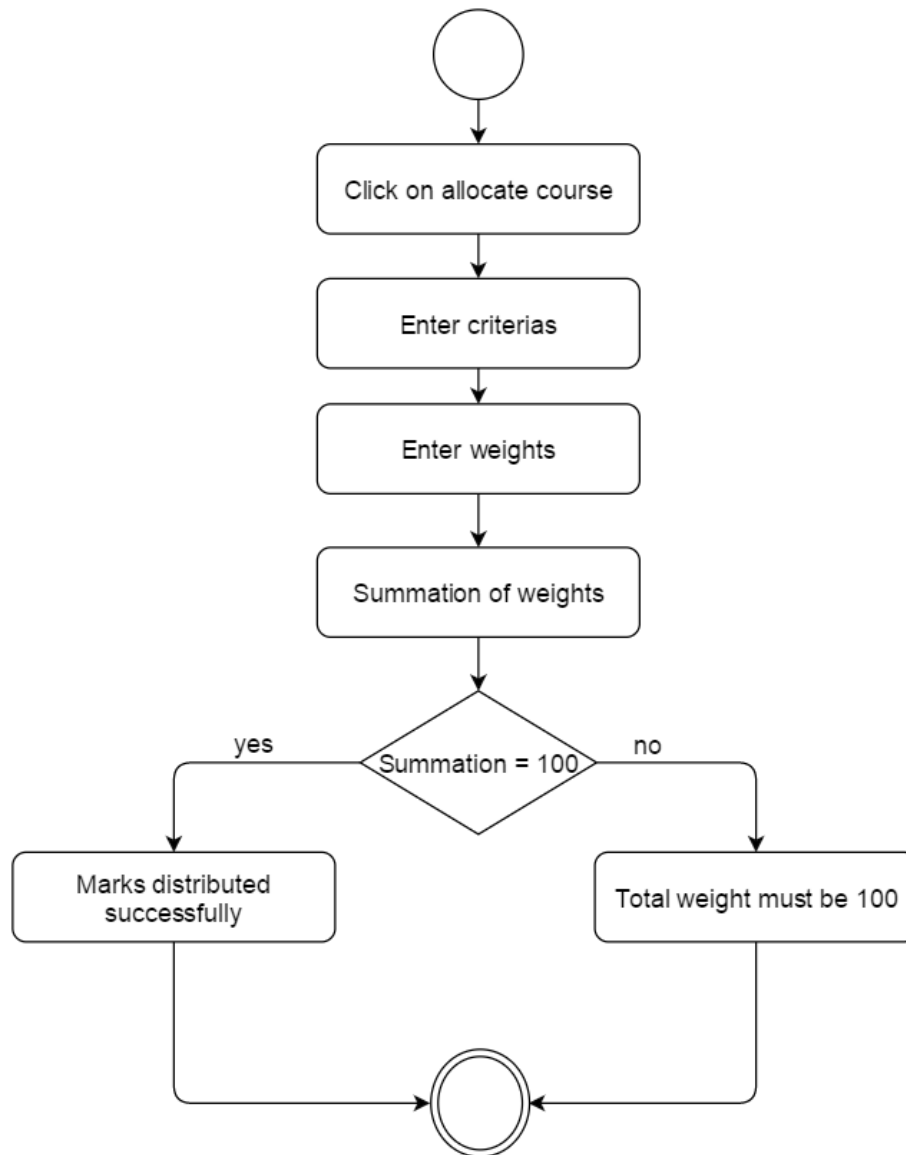 Click on allocate course
Enter criterias
Enter weights
Summation of weights
yes
Summation = 100
no
Marks distributed
successfully
Total weight must be 100